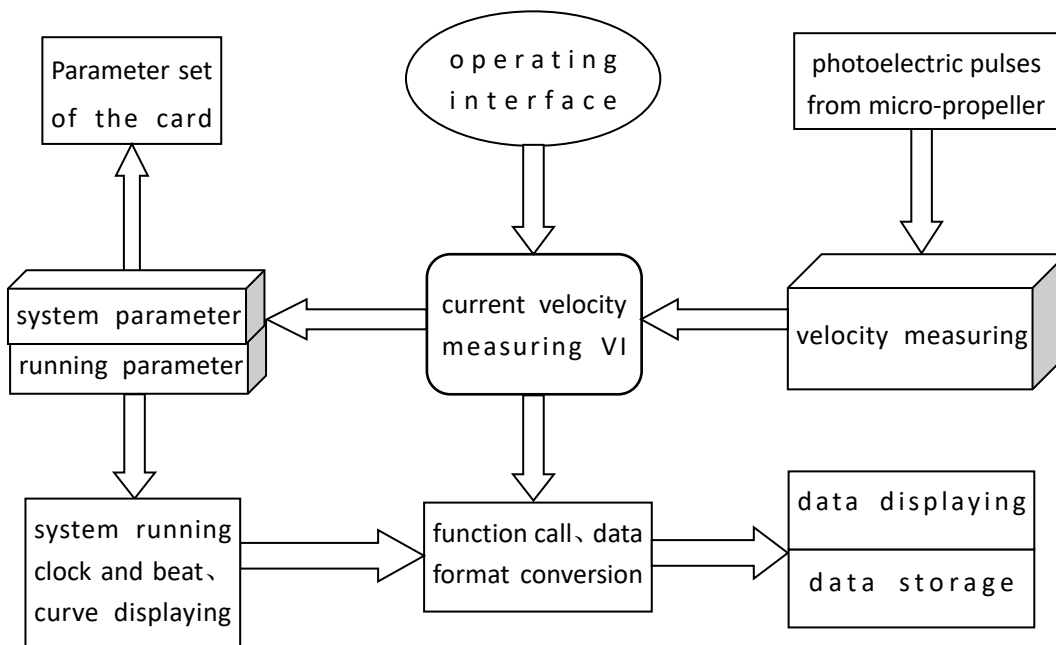 Parameter set
of the card
operating
interface
photoelectric pulses
from micro-propeller
system parameter
running parameter
current velocity
measuring VI
velocity measuring
system running
clock and beat、
curve displaying
function call、data
format conversion
data displaying
data storage